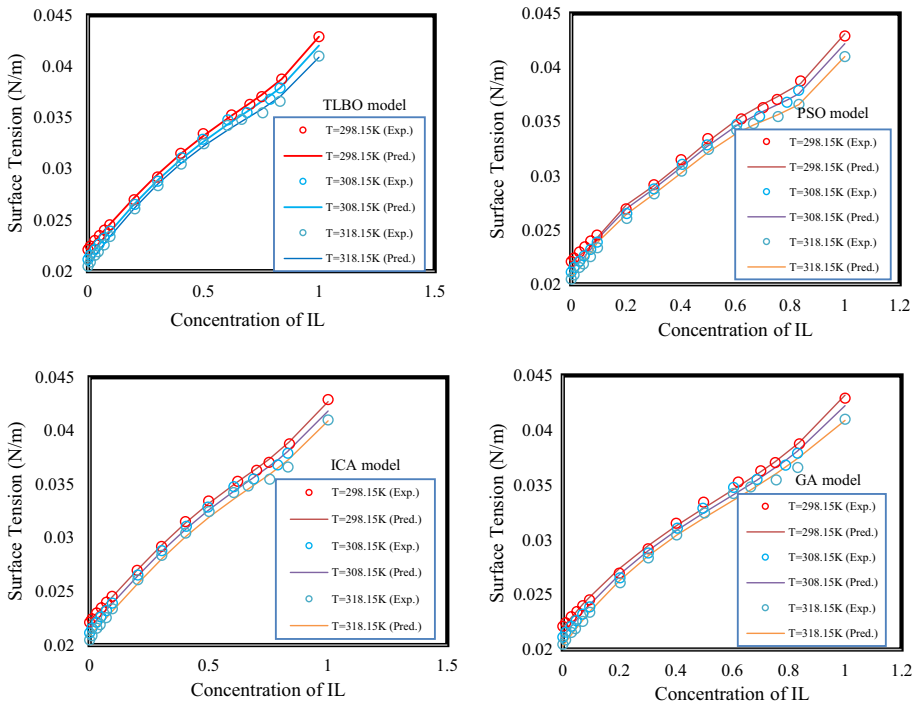 0.045
0.04
0.035
0.03
0.025
0.02
Surface Tension (N/m)
TLBO model
T=298.15K (Exp.)
T=298.15K (Pred.)
T=308.15K (Exp.)
T=308.15K (Pred.)
T=318.15K (Exp.)
T=318.15K (Pred.)
0 0.5 1 1.5
Concentration of IL
0.045
0.04
0.035
0.03
0.025
0.02
Surface Tension (N/m)
PSO model
T=298.15K (Exp.)
T=298.15K (Pred.)
T=308.15K (Exp.)
T=308.15K (Pred.)
T=318.15K (Exp.)
T=318.15K (Pred.)
0 0.2 0.4 0.6 0.8 1 1.2
Concentration of IL
0.045
0.04
0.035
0.03
0.025
0.02
Surface Tension (N/m)
ICA model
T=298.15K (Exp.)
T=298.15K (Pred.)
T=308.15K (Exp.)
T=308.15K (Pred.)
T=318.15K (Exp.)
T=318.15K (Pred.)
0 0.5 1 1.5
Concentration of IL
0.045
0.04
0.035
0.03
0.025
0.02
Surface Tension (N/m)
GA model
T=298.15K (Exp.)
T=298.15K (Pred.)
T=308.15K (Exp.)
T=308.15K (Pred.)
T=318.15K (Exp.)
T=318.15K (Pred.)
0 0.2 0.4 0.6 0.8 1 1.2
Concentration of IL